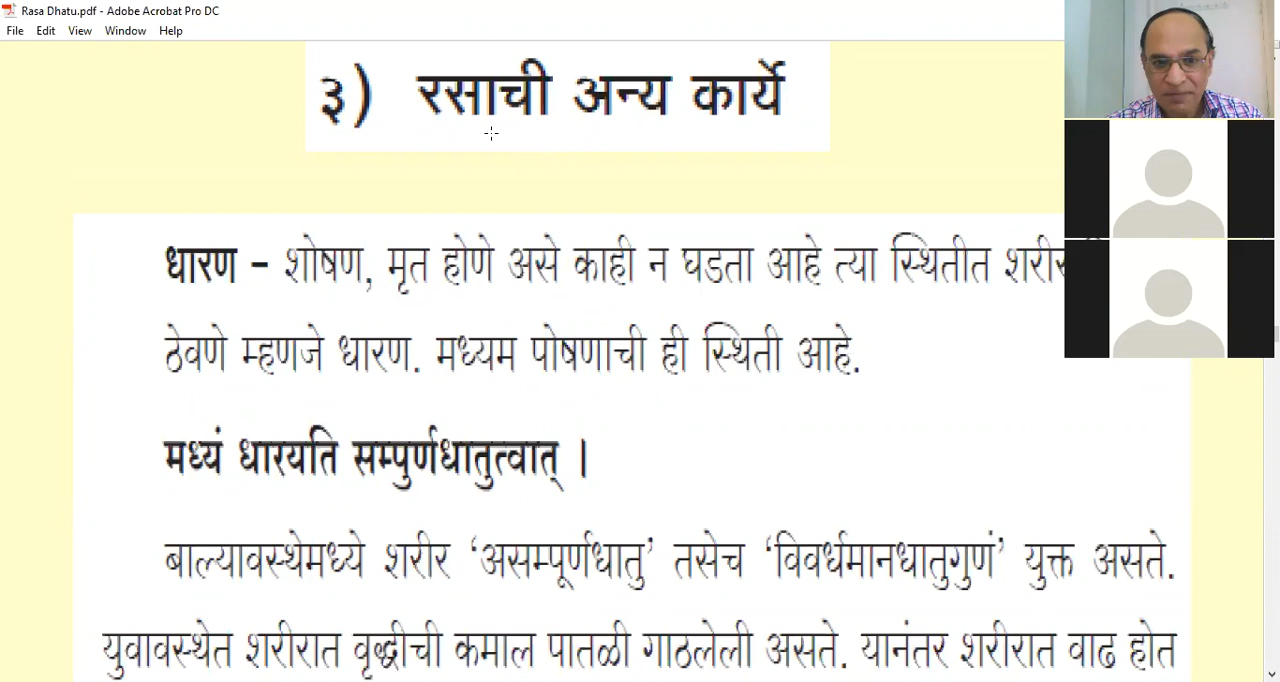 Rasa Dhatu.pdf - Adobe Acrobat Pro DC
File Edit View Window Help
३) रसाची अन्य कार्ये
धारण – शोषण, मृत होणे असे काही न घडता आहे त्या स्थितीत
ठेवणे म्हणजे धारण. मध्यम पोषणाची ही स्थिती आहे.
मध्यं धारयति सम्पुर्णधातुत्वात् ।
बाल्यावस्थेमध्ये शरीर ‘असम्पूर्णधातु’ तसेच ‘विवर्धमानधातुगुणं’ युक्त असते.
युवावस्थेत शरीरात वृद्धीची कमाल पातळी गाठलेली असते. यानंतर शरीरात वाढ होत